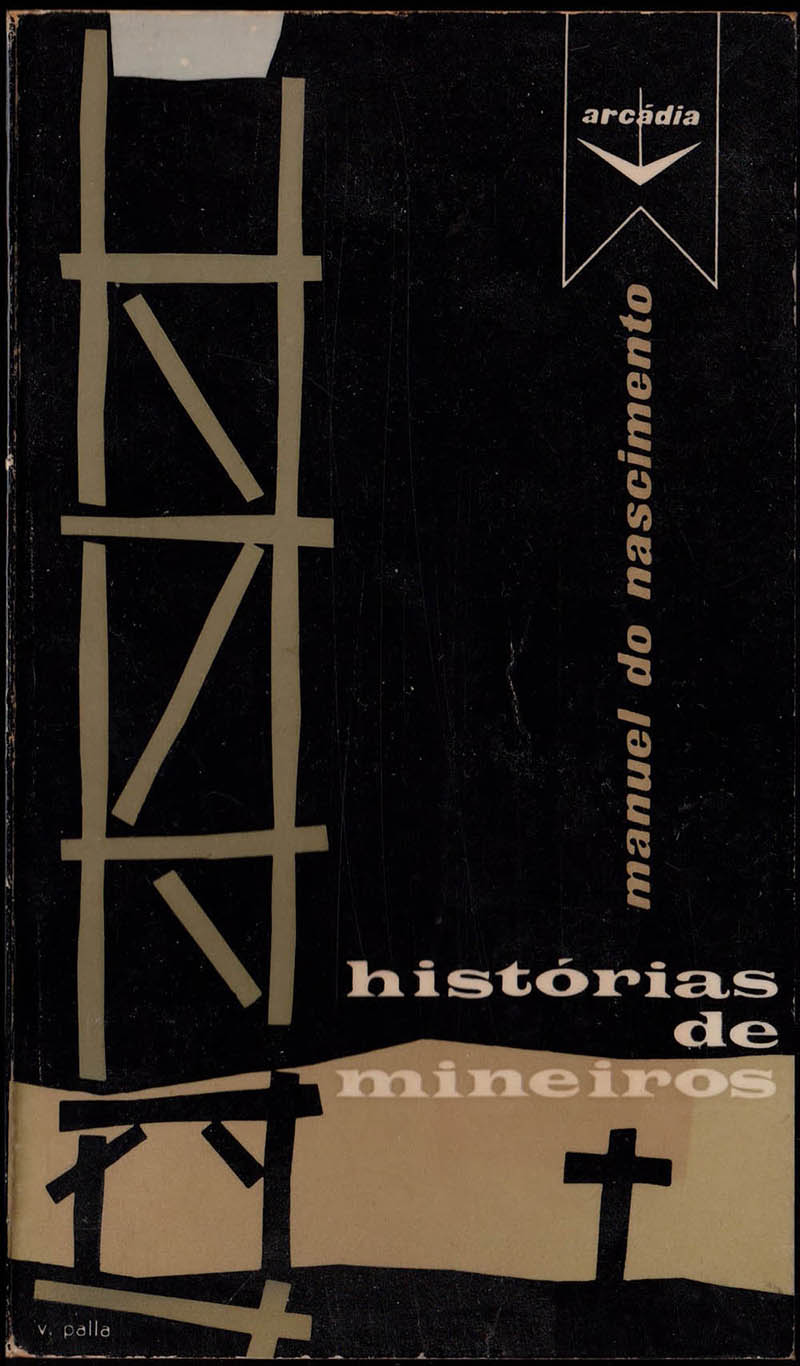 arcádia
manuel do nascimento
histórias
de
mineiros
v. palla